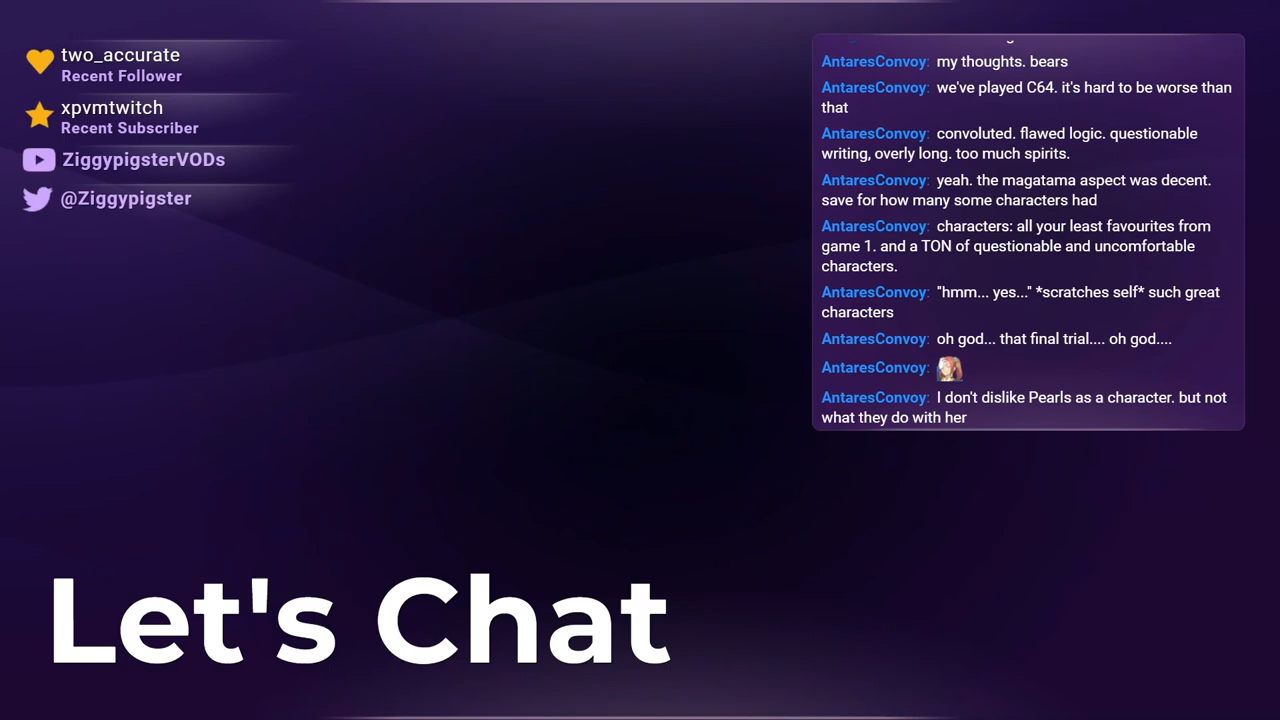 two_accurate
Recent Follower
xpvmtwitch
Recent Subscriber
ZiggypigsterVODs
@Ziggypigster
AntaresConvoy: my thoughts. bears
AntaresConvoy: we've played C64. it's hard to be worse than
that
AntaresConvoy: convoluted. flawed logic. questionable
writing, overly long. too much spirits.
AntaresConvoy: yeah. the magatama aspect was decent.
save for how many some characters had
AntaresConvoy: characters: all your least favourites from
game 1. and a TON of questionable and uncomfortable
characters.
AntaresConvoy: "hmm... yes..." *scratches self* such great
characters
AntaresConvoy: oh god... that final trial.... oh god....
AntaresConvoy:
AntaresConvoy: I don't dislike Pearls as a character. but not
what they do with her
Let's Chat